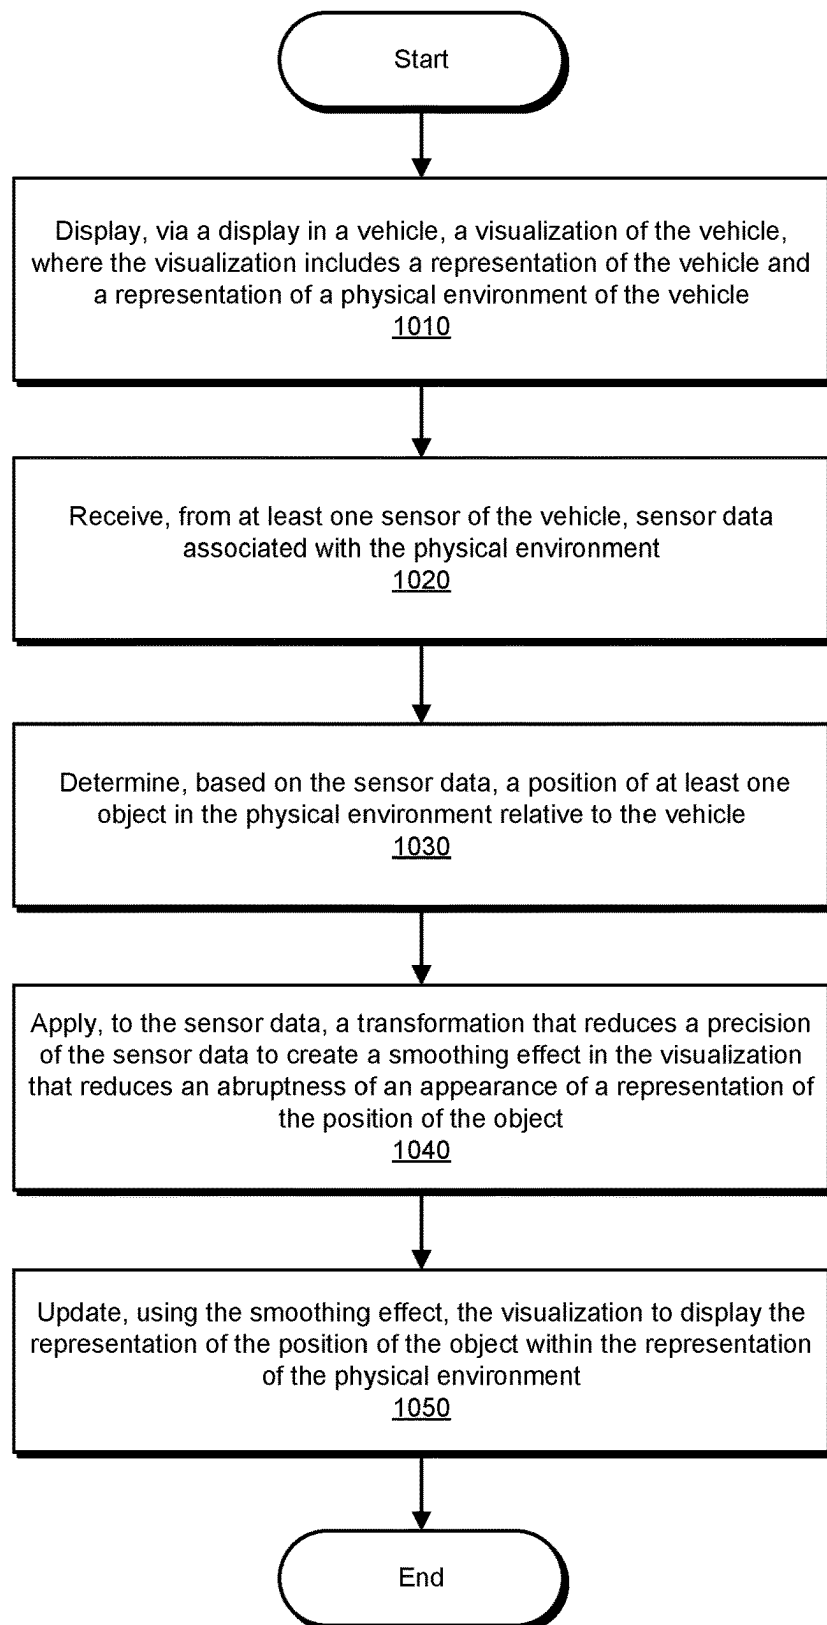 Start
Display, via a display in a vehicle, a visualization of the vehicle,
where the visualization includes a representation of the vehicle and
a representation of a physical environment of the vehicle
1010
Receive, from at least one sensor of the vehicle, sensor data
associated with the physical environment
1020
Determine, based on the sensor data, a position of at least one
object in the physical environment relative to the vehicle
1030
Apply, to the sensor data, a transformation that reduces a precision
of the sensor data to create a smoothing effect in the visualization
that reduces an abruptness of an appearance of a representation of
the position of the object
1040
Update, using the smoothing effect, the visualization to display the
representation of the position of the object within the representation
of the physical environment
1050
End